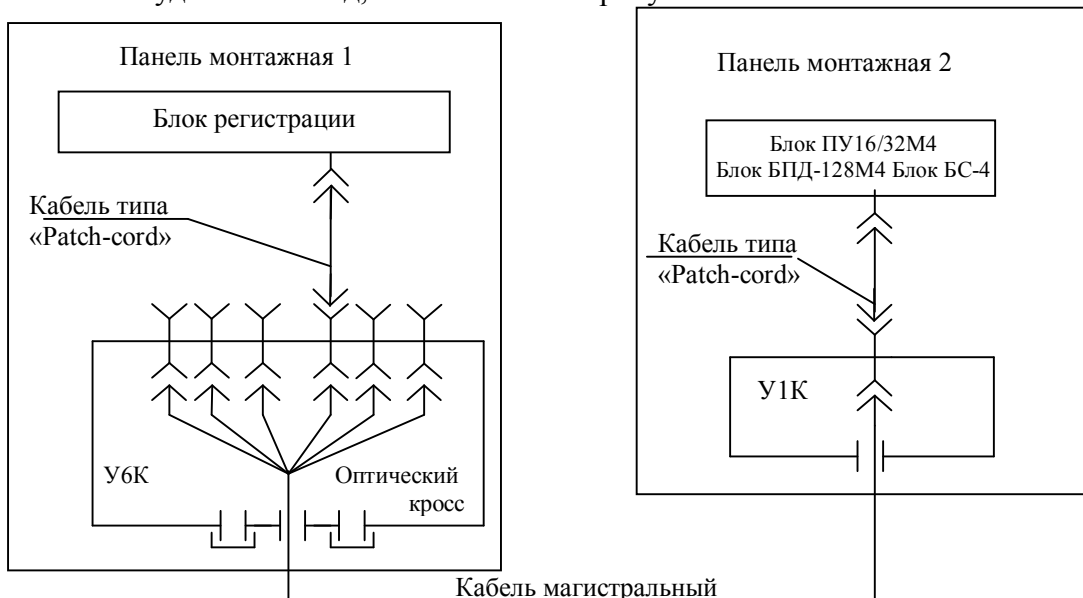 Панель монтажная 1
Блок регистрации
Кабель типа
«Patch-cord»
У6К
Оптический
кросс
Панель монтажная 2
Блок ПУ16/32М4
Блок БПД-128М4 Блок БС-4
Кабель типа
«Patch-cord»
У1К
Кабель магистральный